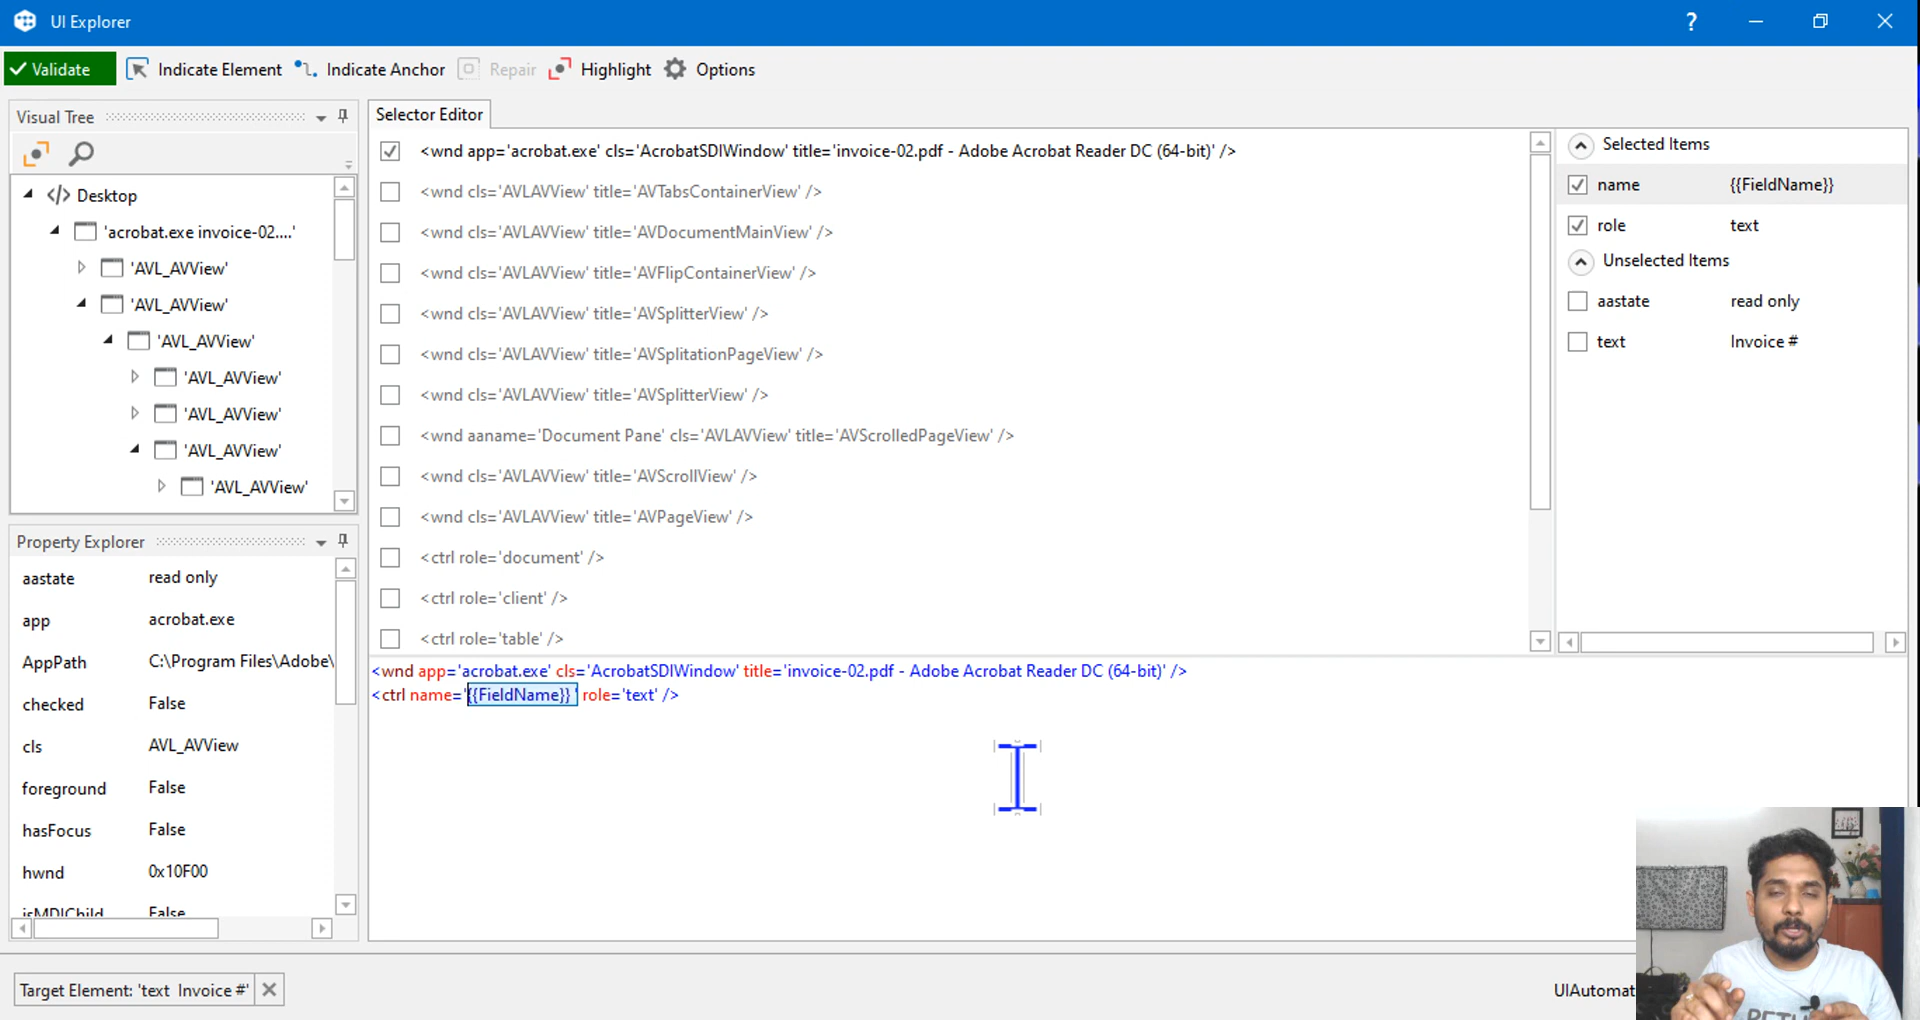 UI Explorer
?
Validate
Indicate Element
Indicate Anchor
Repair
Highlight
Options
Visual Tree
</> Desktop
'acrobat.exe invoice-02....'
'AVL_AVView'
'AVL_AVView'
'AVL_AVView'
'AVL_AVView'
'AVL_AVView'
'AVL_AVView'
'AVL_AVView'
Property Explorer
aastate read only
app acrobat.exe
AppPath C:\Program Files\Adobe\
checked False
cls AVL_AVView
foreground False
hasFocus False
hwnd 0x10F00
isMDIChild False
Selector Editor
<wnd app='acrobat.exe' cls='AcrobatSDIWindow' title='invoice-02.pdf - Adobe Acrobat Reader DC (64-bit)' />
<wnd cls='AVLAVView' title='AVTabsContainerView' />
<wnd cls='AVLAVView' title='AVDocumentMainView' />
<wnd cls='AVLAVView' title='AVFlipContainerView' />
<wnd cls='AVLAVView' title='AVSplitterView' />
<wnd cls='AVLAVView' title='AVSplitationPageView' />
<wnd cls='AVLAVView' title='AVSplitterView' />
<wnd aaname='Document Pane' cls='AVLAVView' title='AVScrolledPageView' />
<wnd cls='AVLAVView' title='AVScrollView' />
<wnd cls='AVLAVView' title='AVPageView' />
<ctrl role='document' />
<ctrl role='client' />
<ctrl role='table' />
Selected Items
name {{FieldName}}
role text
Unselected Items
aastate read only
text Invoice #
<wnd app='acrobat.exe' cls='AcrobatSDIWindow' title='invoice-02.pdf - Adobe Acrobat Reader DC (64-bit)' />
<ctrl name='{{FieldName}} ' role='text' />
Target Element: 'text  Invoice #'
UIAutomat